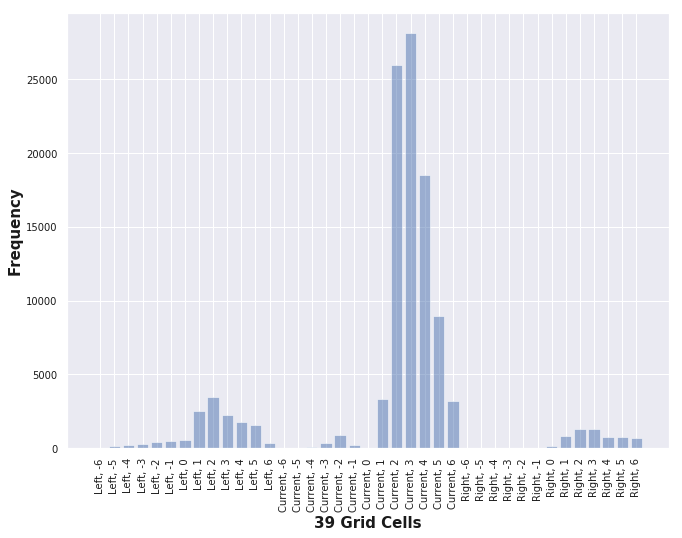 Frequency
25000
20000
15000
10000
5000
0
Left, -6
Left, -5
Left, -4
Left, -3
Left, -2
Left, -1
Left, 0
Left, 1
Left, 2
Left, 3
Left, 4
Left, 5
Left, 6
Current, -6
Current, -5
Current, -4
Current, -3
Current, -2
Current, -1
Current, 0
Current, 1
Current, 2
Current, 3
Current, 4
Current, 5
Current, 6
Right, -6
Right, -5
Right, -4
Right, -3
Right, -2
Right, -1
Right, 0
Right, 1
Right, 2
Right, 3
Right, 4
Right, 5
Right, 6
39 Grid Cells